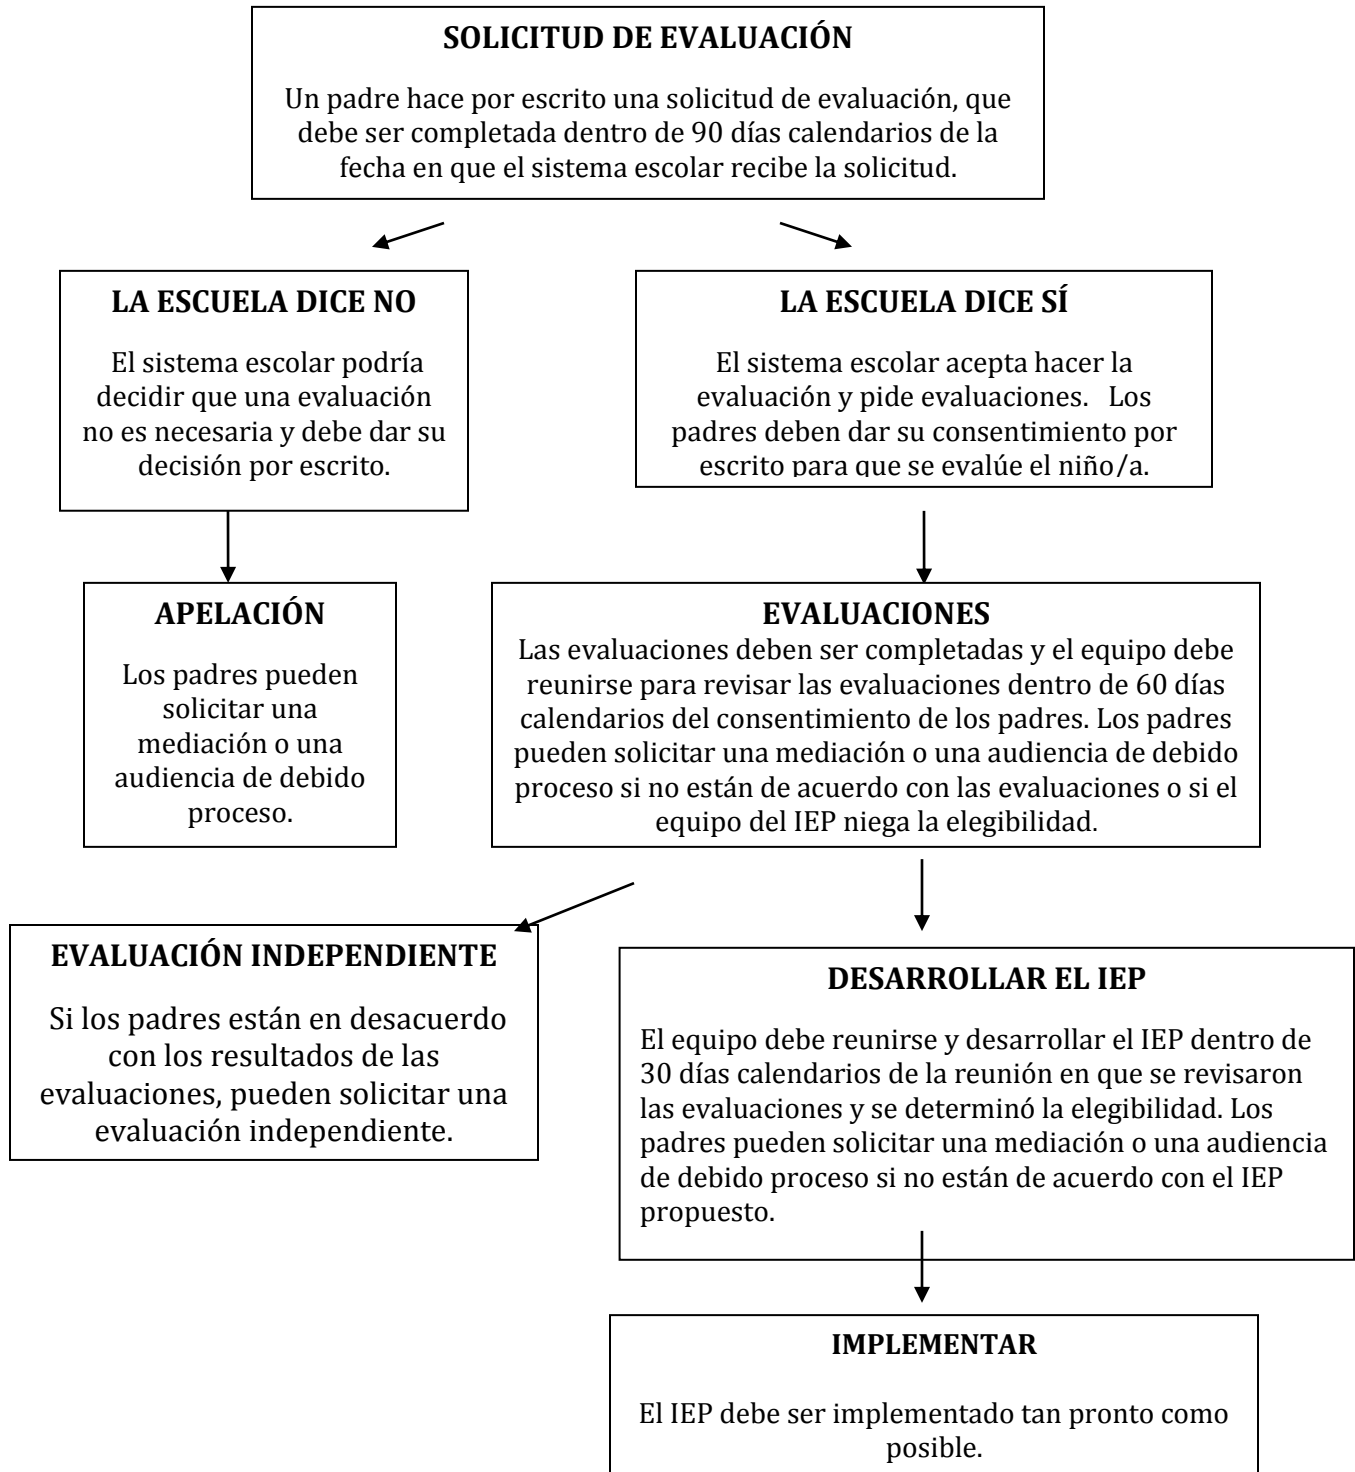 SOLICITUD DE EVALUACIÓN
Un padre hace por escrito una solicitud de evaluación, que
debe ser completada dentro de 90 días calendarios de la
fecha en que el sistema escolar recibe la solicitud.
LA ESCUELA DICE NO
El sistema escolar podría
decidir que una evaluación
no es necesaria y debe dar su
decisión por escrito.
LA ESCUELA DICE SÍ
El sistema escolar acepta hacer la
evaluación y pide evaluaciones. Los
padres deben dar su consentimiento por
escrito para que se evalúe el niño/a.
APELACIÓN
Los padres pueden
solicitar una
mediación o una
audiencia de debido
proceso.
EVALUACIONES
Las evaluaciones deben ser completadas y el equipo debe
reunirse para revisar las evaluaciones dentro de 60 días
calendarios del consentimiento de los padres. Los padres
pueden solicitar una mediación o una audiencia de debido
proceso si no están de acuerdo con las evaluaciones o si el
equipo del IEP niega la elegibilidad.
EVALUACIÓN INDEPENDIENTE
Si los padres están en desacuerdo
con los resultados de las
evaluaciones, pueden solicitar una
evaluación independiente.
DESARROLLAR EL IEP
El equipo debe reunirse y desarrollar el IEP dentro de
30 días calendarios de la reunión en que se revisaron
las evaluaciones y se determinó la elegibilidad. Los
padres pueden solicitar una mediación o una audiencia
de debido proceso si no están de acuerdo con el IEP
propuesto.
IMPLEMENTAR
El IEP debe ser implementado tan pronto como
posible.